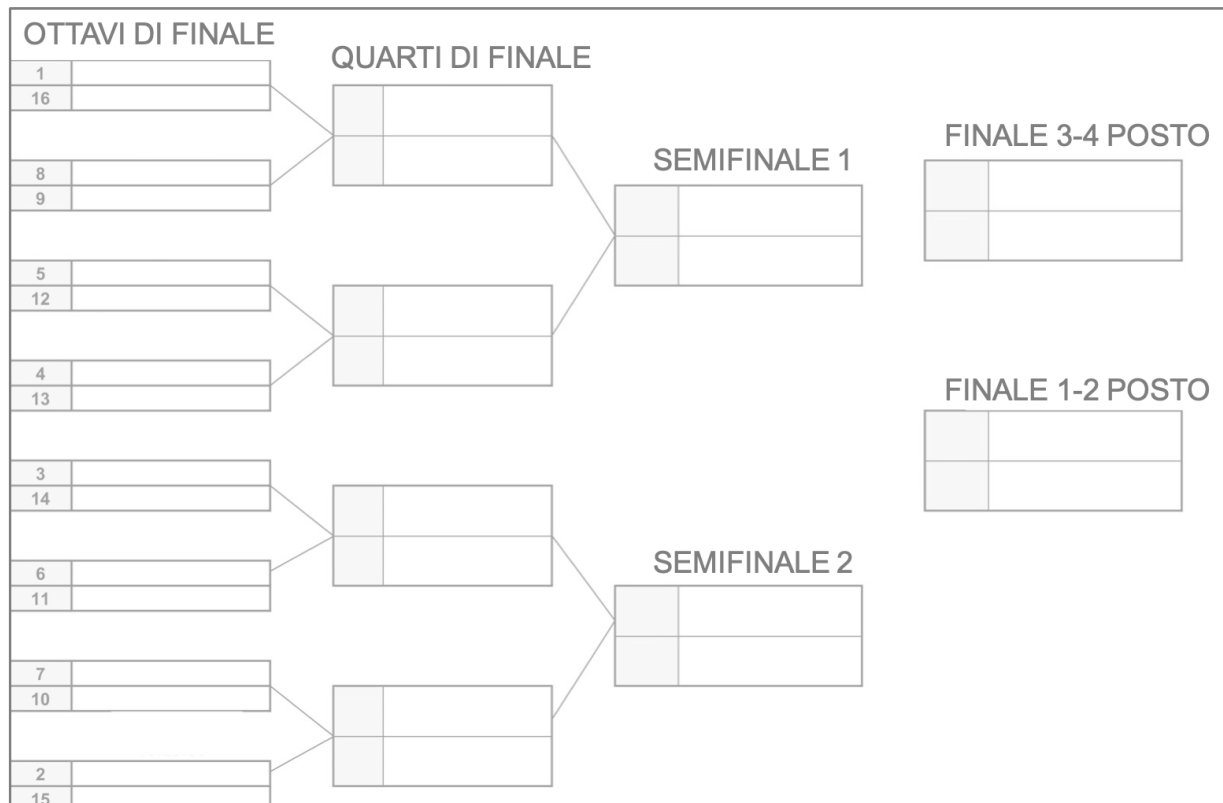 OTTAVI DI FINALE
1
16
8
9
5
12
4
13
3
14
6
11
7
10
2
15
QUARTI DI FINALE
SEMIFINALE 1
SEMIFINALE 2
FINALE 3-4 POSTO
FINALE 1-2 POSTO